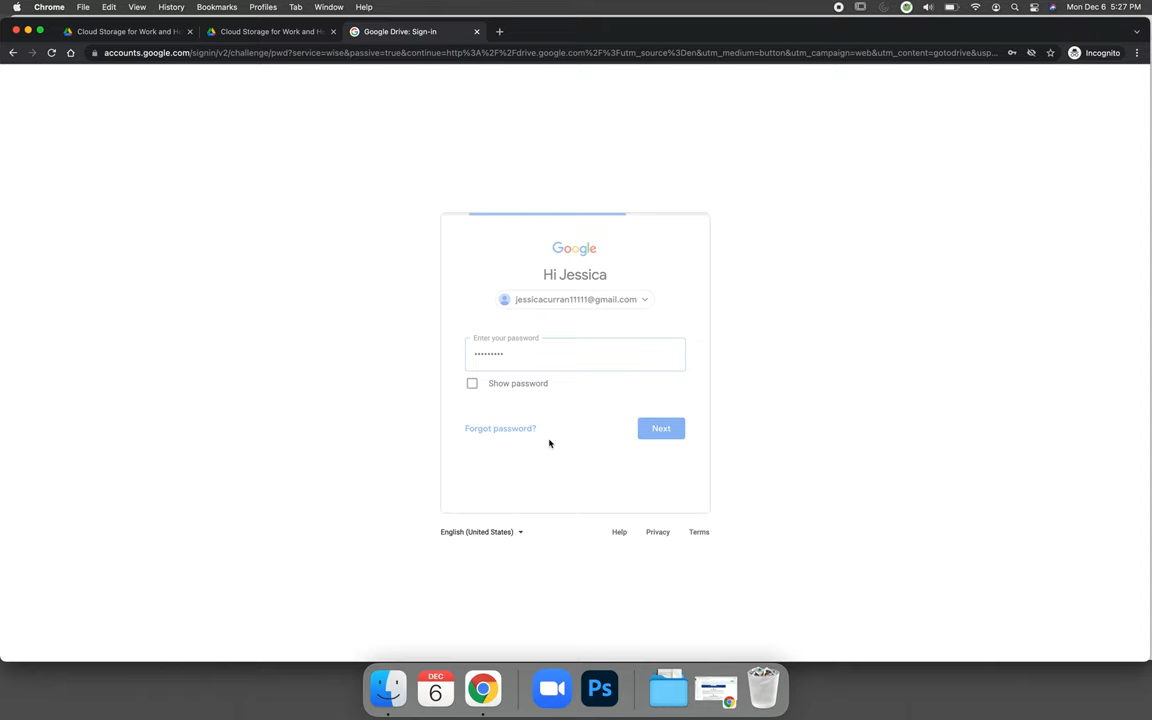 Chrome File Edit View History Bookmarks Profiles Tab Window Help Mon Dec 6 5:27 PM
Cloud Storage for Work and Ho Cloud Storage for Work and Ho Google Drive: Sign-in
accounts.google.com/signin/v2/challenge/pwd?service=wise&passive=true&continue=http%3A%2F%2Fdrive.google.com%2F%3Futm_source%3Den&utm_medium=button&utm_campaign=web&utm_content=gotodrive&usp... Incognito
Google
Hi Jessica
jessicacurran11111@gmail.com
Enter your password
•••••••••
Show password
Forgot password? Next
English (United States) Help Privacy Terms
DEC
6
Ps